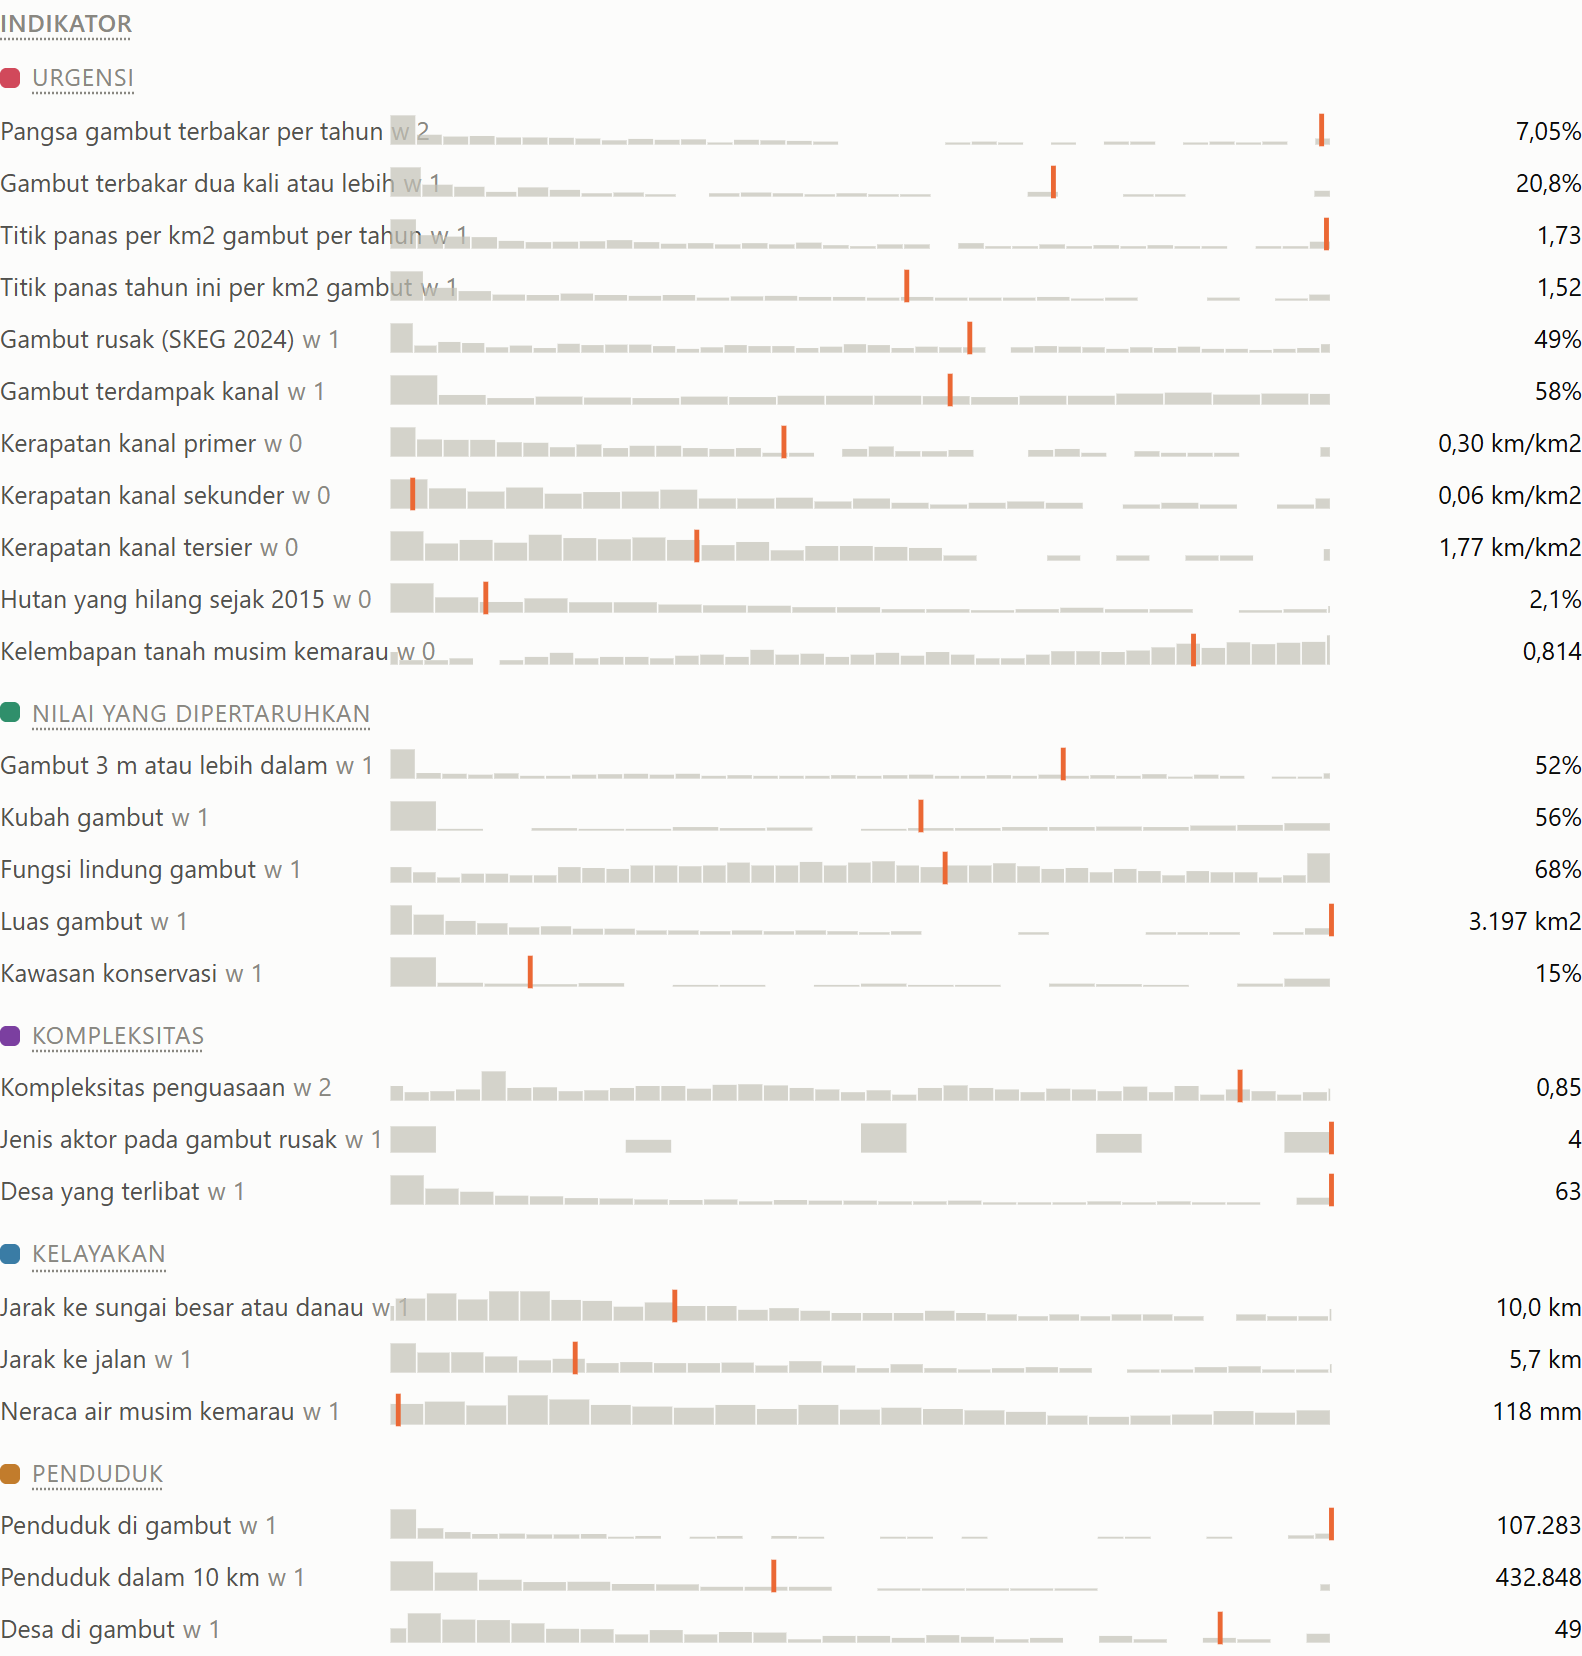 INDIKATOR
URGENSI
Pangsa gambut terbakar per tahun w 2 7,05%
Gambut terbakar dua kali atau lebih w 1 20,8%
Titik panas per km2 gambut per tahun w 1 1,73
Titik panas tahun ini per km2 gambut w 1 1,52
Gambut rusak (SKEG 2024) w 1 49%
Gambut terdampak kanal w 1 58%
Kerapatan kanal primer w 0 0,30 km/km2
Kerapatan kanal sekunder w 0 0,06 km/km2
Kerapatan kanal tersier w 0 1,77 km/km2
Hutan yang hilang sejak 2015 w 0 2,1%
Kelembapan tanah musim kemarau w 0 0,814
NILAI YANG DIPERTARUHKAN
Gambut 3 m atau lebih dalam w 1 52%
Kubah gambut w 1 56%
Fungsi lindung gambut w 1 68%
Luas gambut w 1 3.197 km2
Kawasan konservasi w 1 15%
KOMPLEKSITAS
Kompleksitas penguasaan w 2 0,85
Jenis aktor pada gambut rusak w 1 4
Desa yang terlibat w 1 63
KELAYAKAN
Jarak ke sungai besar atau danau w 1 10,0 km
Jarak ke jalan w 1 5,7 km
Neraca air musim kemarau w 1 118 mm
PENDUDUK
Penduduk di gambut w 1 107.283
Penduduk dalam 10 km w 1 432.848
Desa di gambut w 1 49